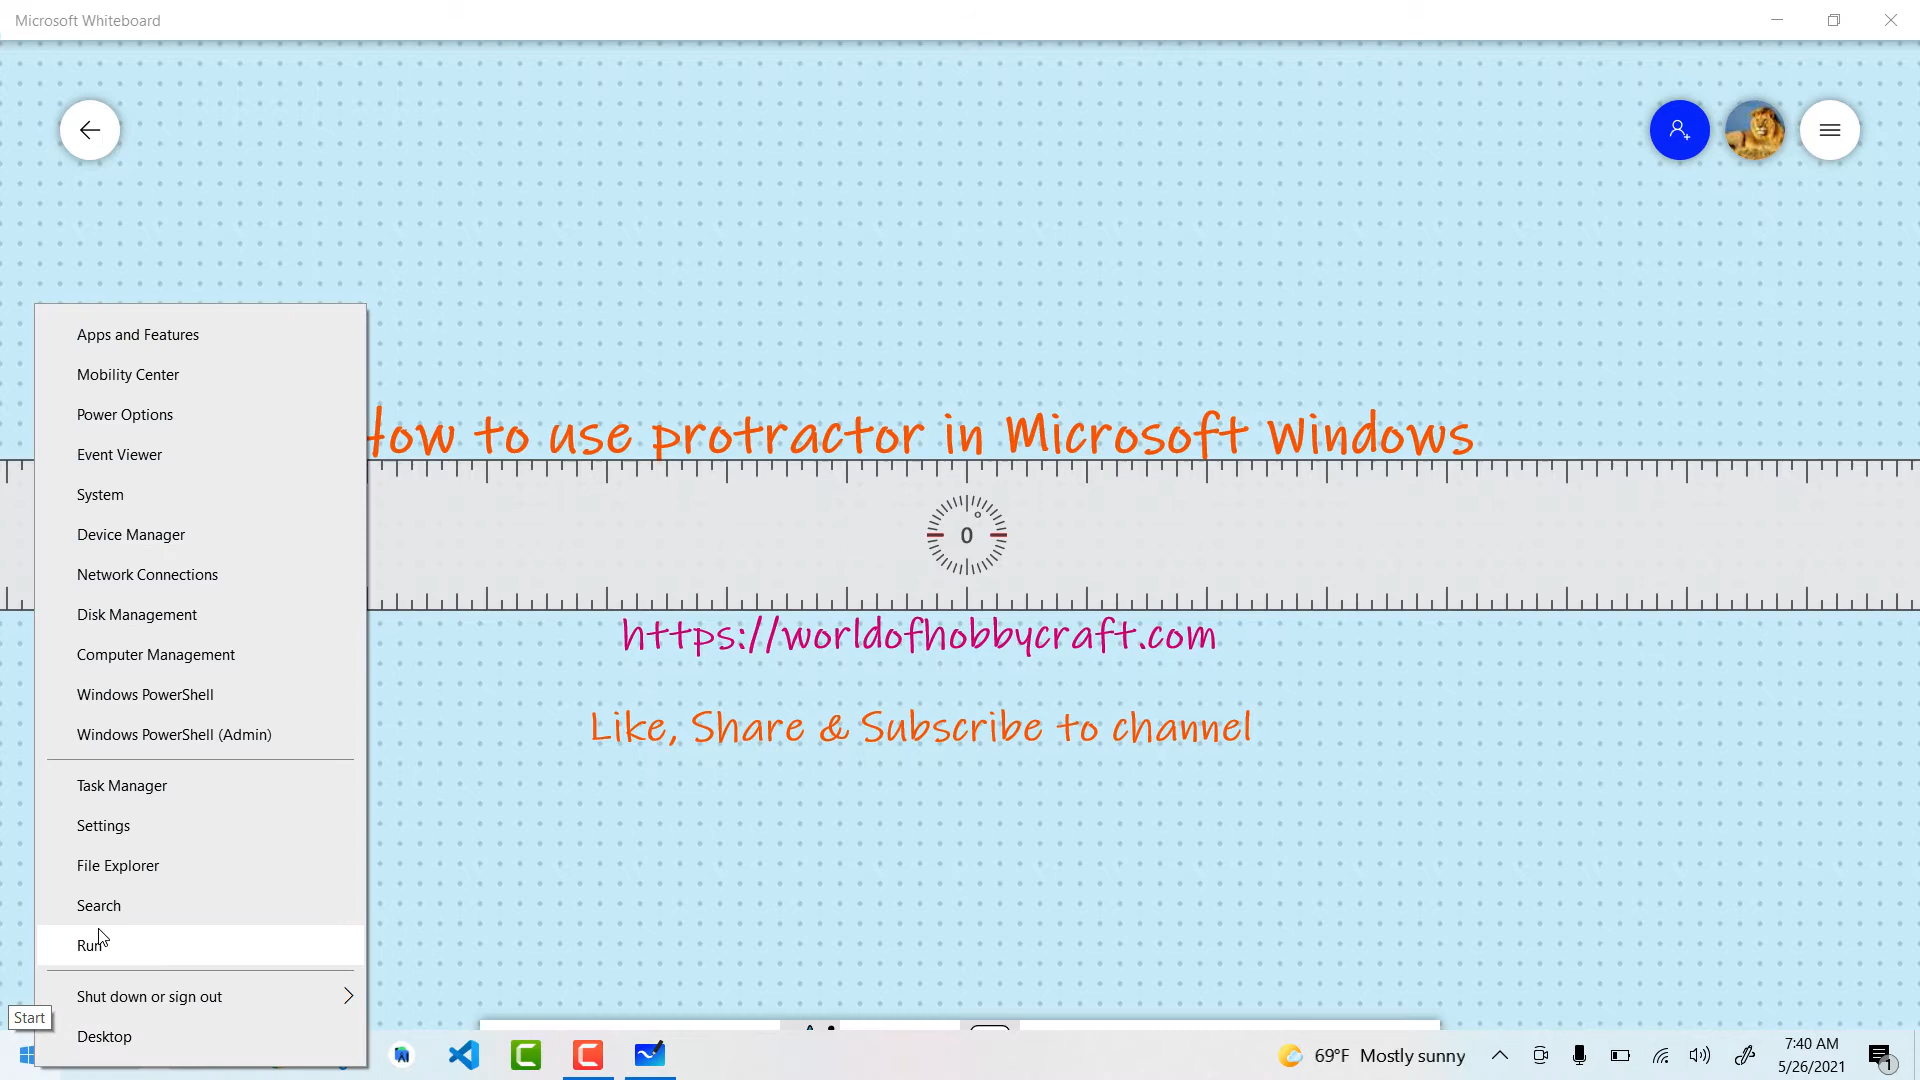 Microsoft Whiteboard
Apps and Features
Mobility Center
Power Options
Event Viewer
System
Device Manager
Network Connections
Disk Management
Computer Management
Windows PowerShell
Windows PowerShell (Admin)
Task Manager
Settings
File Explorer
Search
Run
Shut down or sign out
Desktop
Start
How to use protractor in Microsoft Windows
0°
https://worldofhobbycraft.com
Like, Share & Subscribe to channel
69°F Mostly sunny
7:40 AM
5/26/2021
1